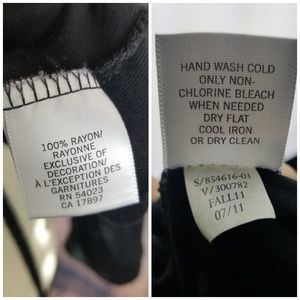 100% RAYON/
RAYONNE
EXCLUSIVE OF
DECORATION/
À L'EXCEPTION DES
GARNITURES
RN 54023
CA 17897
HAND WASH COLD
ONLY NON-
CHLORINE BLEACH
WHEN NEEDED
DRY FLAT
COOL IRON
OR DRY CLEAN
S/854616-01
V/300782
FALL11
07/11